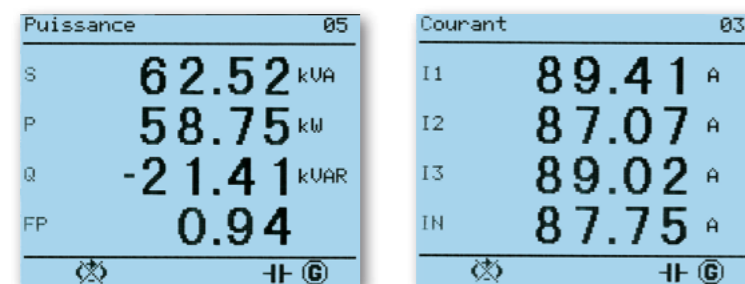 Puissance 05
S 62.52 kVA
P 58.75 kW
Q -21.41 kVAR
FP 0.94
G
Courant 03
I1 89.41 A
I2 87.07 A
I3 89.02 A
IN 87.75 A
G